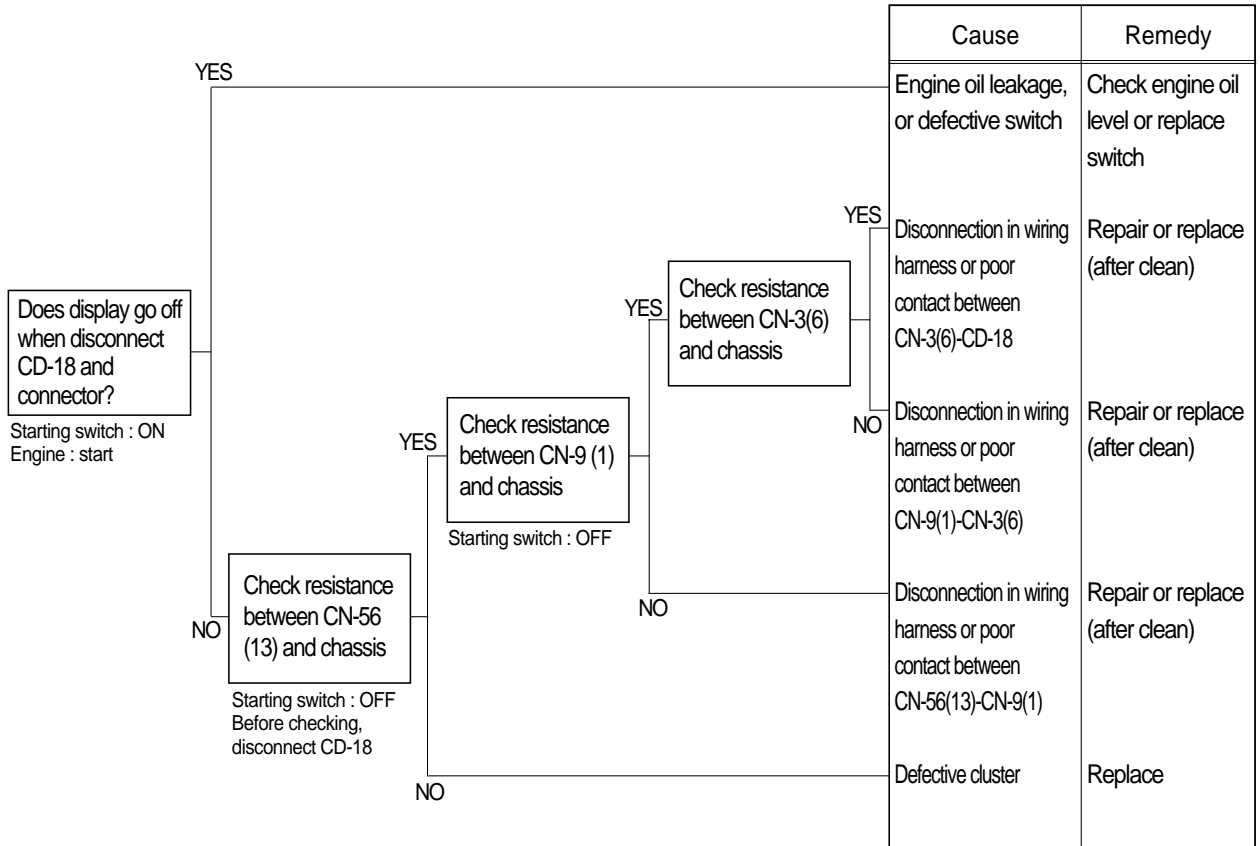 Cause
Remedy
YES
Engine oil leakage,
or defective switch
Check engine oil
level or replace
switch
YES
Disconnection in wiring
harness or poor
contact between
CN-3(6)-CD-18
Repair or replace
(after clean)
Check resistance
between CN-3(6)
and chassis
YES
Does display go off
when disconnect
CD-18 and
connector?
Starting switch : ON
Engine : start
NO
Disconnection in wiring
harness or poor
contact between
CN-9(1)-CN-3(6)
Repair or replace
(after clean)
YES
Check resistance
between CN-9 (1)
and chassis
Starting switch : OFF
NO
Disconnection in wiring
harness or poor
contact between
CN-56(13)-CN-9(1)
Repair or replace
(after clean)
NO
Check resistance
between CN-56
(13) and chassis
Starting switch : OFF
Before checking,
disconnect CD-18
NO
Defective cluster
Replace